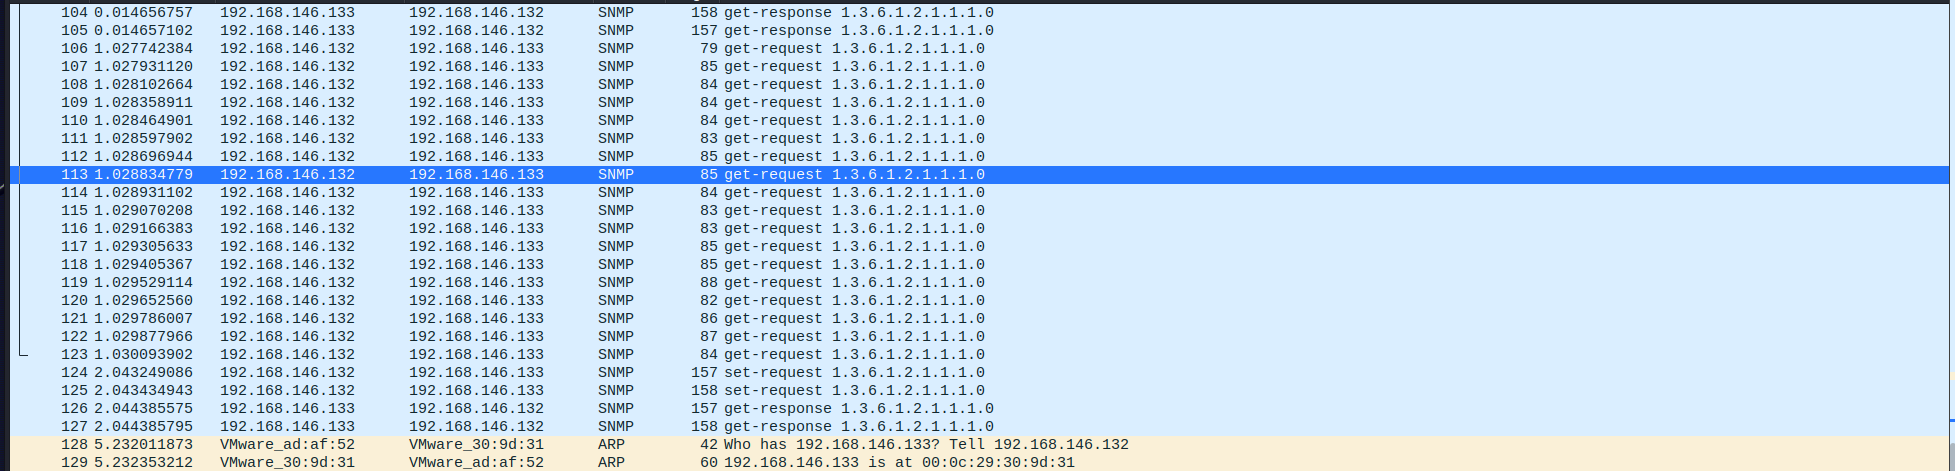 104 0.014656757 192.168.146.133 192.168.146.132 SNMP 158 get-response 1.3.6.1.2.1.1.1.0
105 0.014657102 192.168.146.133 192.168.146.132 SNMP 157 get-response 1.3.6.1.2.1.1.1.0
106 1.027742384 192.168.146.132 192.168.146.133 SNMP 79 get-request 1.3.6.1.2.1.1.1.0
107 1.027931120 192.168.146.132 192.168.146.133 SNMP 85 get-request 1.3.6.1.2.1.1.1.0
108 1.028102664 192.168.146.132 192.168.146.133 SNMP 84 get-request 1.3.6.1.2.1.1.1.0
109 1.028358911 192.168.146.132 192.168.146.133 SNMP 84 get-request 1.3.6.1.2.1.1.1.0
110 1.028464901 192.168.146.132 192.168.146.133 SNMP 84 get-request 1.3.6.1.2.1.1.1.0
111 1.028597902 192.168.146.132 192.168.146.133 SNMP 83 get-request 1.3.6.1.2.1.1.1.0
112 1.028696944 192.168.146.132 192.168.146.133 SNMP 85 get-request 1.3.6.1.2.1.1.1.0
113 1.028834779 192.168.146.132 192.168.146.133 SNMP 85 get-request 1.3.6.1.2.1.1.1.0
114 1.028931102 192.168.146.132 192.168.146.133 SNMP 84 get-request 1.3.6.1.2.1.1.1.0
115 1.029070208 192.168.146.132 192.168.146.133 SNMP 83 get-request 1.3.6.1.2.1.1.1.0
116 1.029166383 192.168.146.132 192.168.146.133 SNMP 83 get-request 1.3.6.1.2.1.1.1.0
117 1.029305633 192.168.146.132 192.168.146.133 SNMP 85 get-request 1.3.6.1.2.1.1.1.0
118 1.029405367 192.168.146.132 192.168.146.133 SNMP 85 get-request 1.3.6.1.2.1.1.1.0
119 1.029529114 192.168.146.132 192.168.146.133 SNMP 88 get-request 1.3.6.1.2.1.1.1.0
120 1.029652560 192.168.146.132 192.168.146.133 SNMP 82 get-request 1.3.6.1.2.1.1.1.0
121 1.029786007 192.168.146.132 192.168.146.133 SNMP 86 get-request 1.3.6.1.2.1.1.1.0
122 1.029877966 192.168.146.132 192.168.146.133 SNMP 87 get-request 1.3.6.1.2.1.1.1.0
123 1.030093902 192.168.146.132 192.168.146.133 SNMP 84 get-request 1.3.6.1.2.1.1.1.0
124 2.043249086 192.168.146.132 192.168.146.133 SNMP 157 set-request 1.3.6.1.2.1.1.1.0
125 2.043434943 192.168.146.132 192.168.146.133 SNMP 158 set-request 1.3.6.1.2.1.1.1.0
126 2.044385575 192.168.146.133 192.168.146.132 SNMP 157 get-response 1.3.6.1.2.1.1.1.0
127 2.044385795 192.168.146.133 192.168.146.132 SNMP 158 get-response 1.3.6.1.2.1.1.1.0
128 5.232011873 VMware_ad:af:52 VMware_30:9d:31 ARP 42 Who has 192.168.146.133? Tell 192.168.146.132
129 5.232353212 VMware_30:9d:31 VMware_ad:af:52 ARP 60 192.168.146.133 is at 00:0c:29:30:9d:31